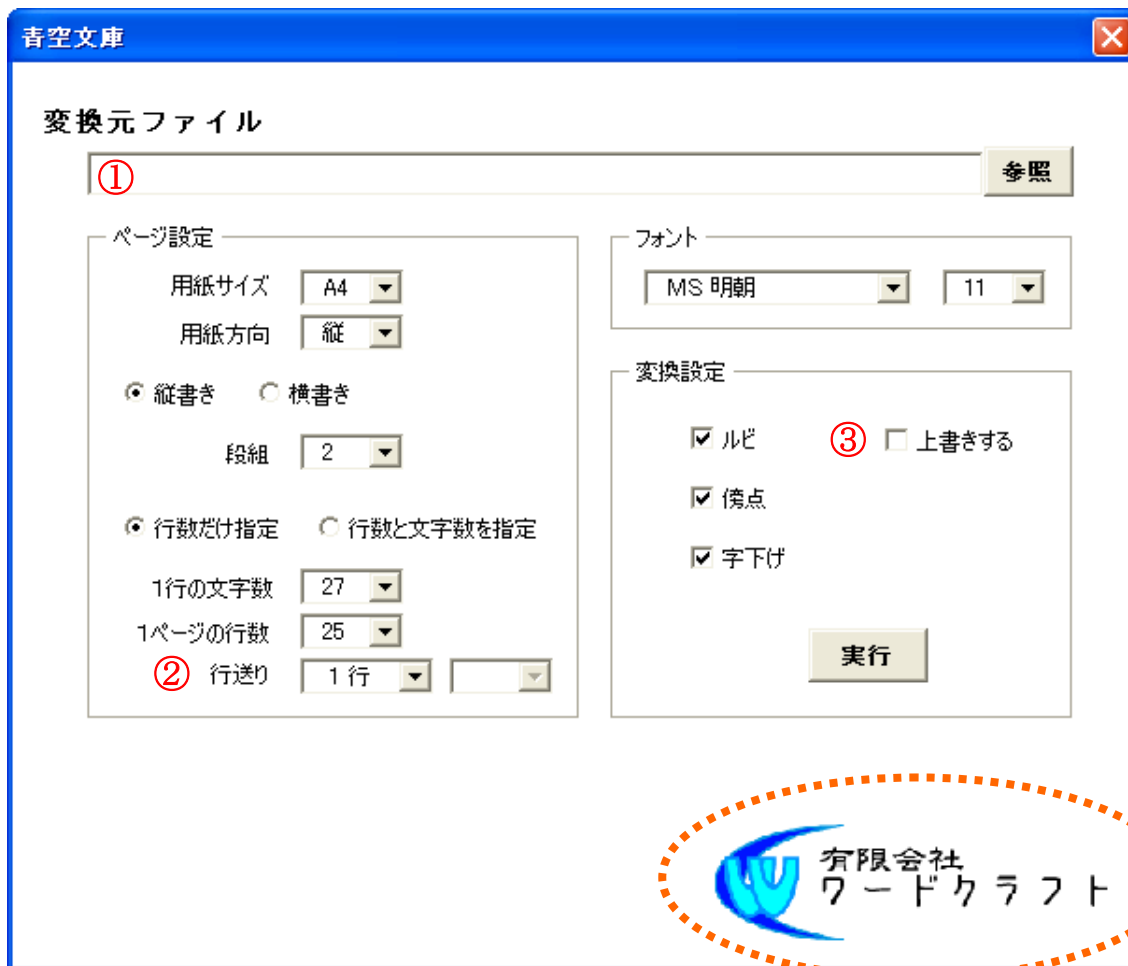 青空文庫
変換元ファイル
①
参照
ページ設定
用紙サイズ A4
用紙方向 縦
縦書き 横書き
段組 2
行数だけ指定 行数と文字数を指定
1行の文字数 27
1ページの行数 25
② 行送り 1 行
フォント
MS 明朝 11
変換設定
ルビ ③ 上書きする
傍点
字下げ
実行
有限会社
ワードクラフト